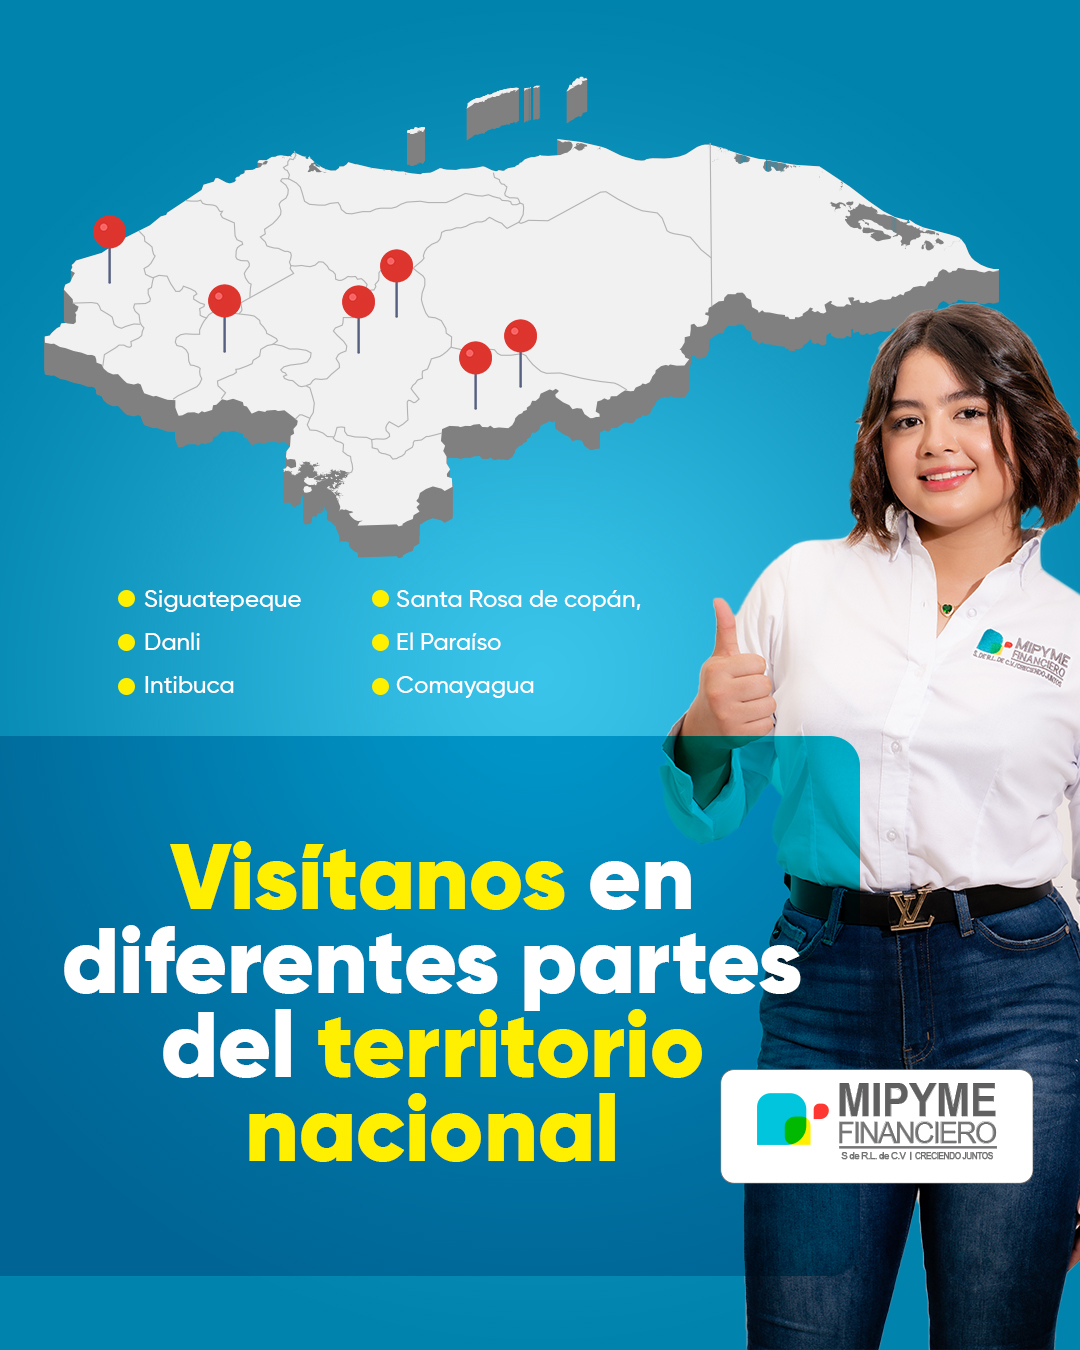 Siguatepeque
Danli
Intibuca
Santa Rosa de copán,
El Paraíso
Comayagua
MIPYME
FINANCIERO
S. DE R.L. DE C.V. | CRECIENDO JUNTOS
Visítanos en
diferentes partes
del territorio
nacional
MIPYME
FINANCIERO
S de R.L. de C.V | CRECIENDO JUNTOS